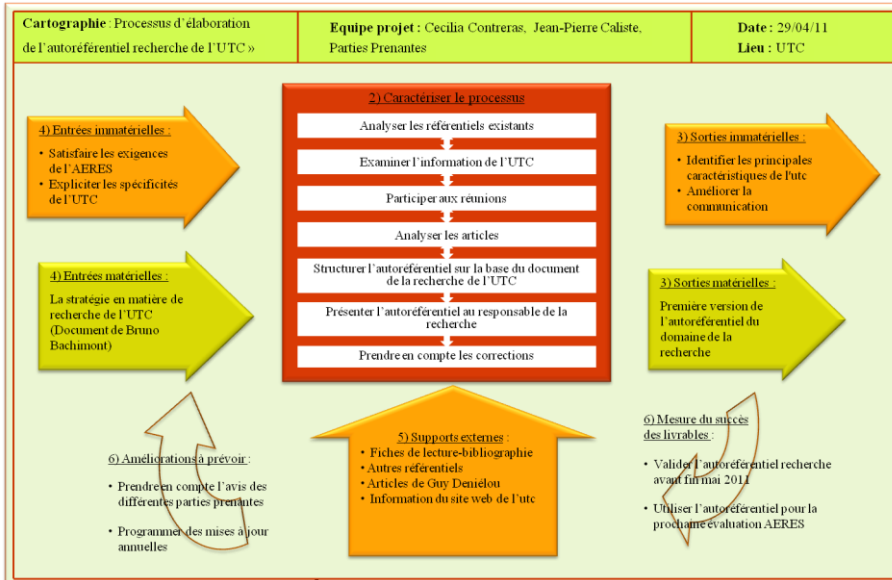 Cartographie : Processus d'élaboration
de l'autoréférentiel recherche de l'UTC »
Equipe projet : Cecilia Contreras, Jean-Pierre Caliste,
Parties Prenantes
Date : 29/04/11
Lieu : UTC
4) Entrées immatérielles :
• Satisfaire les exigences
de l'AERES
• Expliciter les spécificités
de l'UTC
4) Entrées matérielles :
La stratégie en matière de
recherche de l'UTC
(Document de Bruno
Bachimont)
2) Caractériser le processus
Analyser les référentiels existants
Examiner l'information de l'UTC
Participer aux réunions
Analyser les articles
Structurer l'autoréférentiel sur la base du document
de la recherche de l'UTC
Présenter l'autoréférentiel au responsable de la
recherche
Prendre en compte les corrections
3) Sorties immatérielles :
• Identifier les principales
caractéristiques de l'utc
• Améliorer la
communication
3) Sorties matérielles :
Première version de
l'autoréférentiel du
domaine de la
recherche
6) Améliorations à prévoir :
• Prendre en compte l'avis des
différentes parties prenantes
• Programmer des mises à jour
annuelles
5) Supports externes :
• Fiches de lecture-bibliographie
• Autres référentiels
• Articles de Guy Deniélou
• Information du site web de l'utc
6) Mesure du succès
des livrables :
• Valider l'autoréférentiel recherche
avant fin mai 2011
• Utiliser l'autoréférentiel pour la
prochaine évaluation AERES